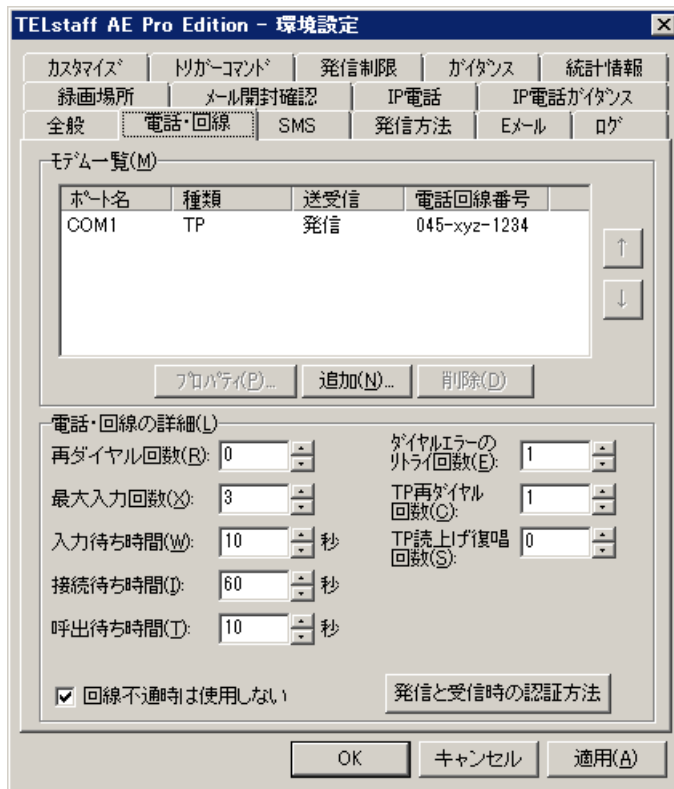 TELstaff AE Pro Edition - 環境設定
ｶｽﾀﾏｲｽﾞ ﾄﾘｶﾞｰｺﾏﾝﾄﾞ 発信制限 ｶﾞｲﾀﾞﾝｽ 統計情報
録画場所 ﾒｰﾙ開封確認 IP電話 IP電話ｶﾞｲﾀﾞﾝｽ
全般 電話・回線 SMS 発信方法 Eﾒｰﾙ ﾛｸﾞ
ﾓﾃﾞﾑ一覧(M)
ﾎﾟｰﾄ名 種類 送受信 電話回線番号
COM1 TP 発信 045-xyz-1234
↑
↓
ﾌﾟﾛﾊﾟﾃｨ(P)... 追加(N)... 削除(D)
電話・回線の詳細(L)
再ダイヤル回数(R): 0
最大入力回数(X): 3
入力待ち時間(W): 10 秒
接続待ち時間(I): 60 秒
呼出待ち時間(T): 10 秒
ﾀﾞｲﾔﾙｴﾗｰの
ﾘﾄﾗｲ回数(E): 1
TP再ﾀﾞｲﾔﾙ
回数(C): 1
TP読上げ復唱
回数(S): 0
回線不通時は使用しない
発信と受信時の認証方法
OK キャンセル 適用(A)